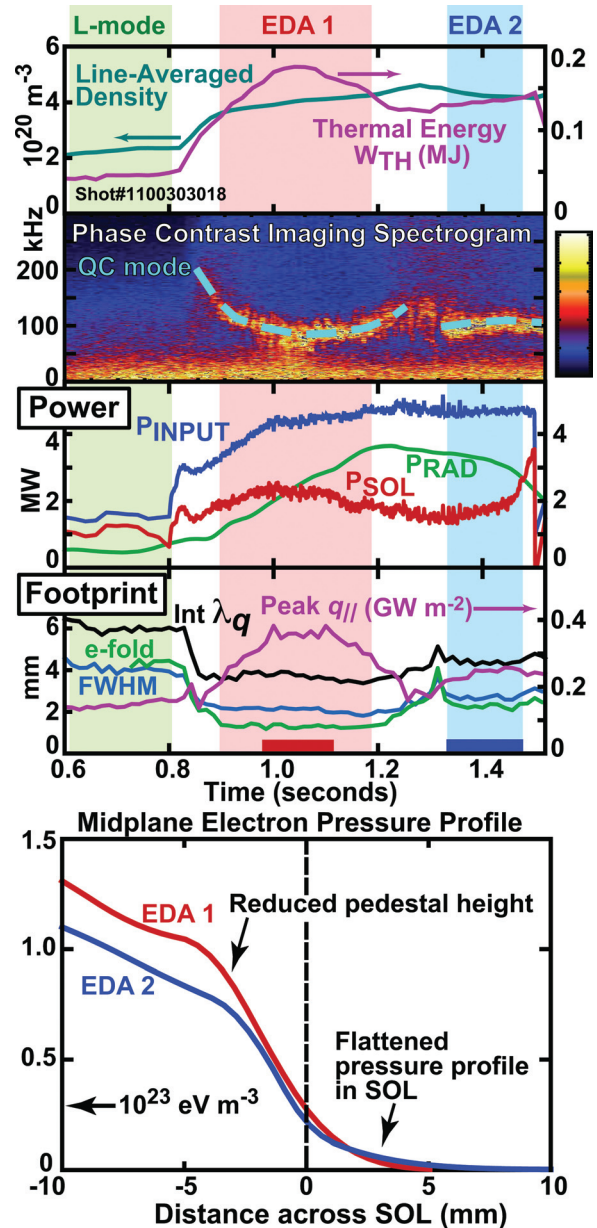 L-mode EDA 1 EDA 2
6 0.2
Line-Averaged
Density
4
10²⁰ m⁻³
Thermal Energy
W_TH (MJ)
0.1
2
Shot#1100303018
0 0
kHz
Phase Contrast Imaging Spectrogram
QC mode
200
100
0
Power
P_INPUT
P_RAD
P_SOL
MW
4 4
2 2
0 0
Footprint
Int λq
Peak q// (GW m⁻²)
e-fold
FWHM
mm
6 0.4
4
0.2
2
0 0
0.6 0.8 1.0 1.2 1.4
Time (seconds)
Midplane Electron Pressure Profile
1.5
EDA 1
Reduced pedestal height
1.0
EDA 2
Flattened
pressure profile
in SOL
0.5
10²³ eV m⁻³
0
-10 -5 0 5 10
Distance across SOL (mm)